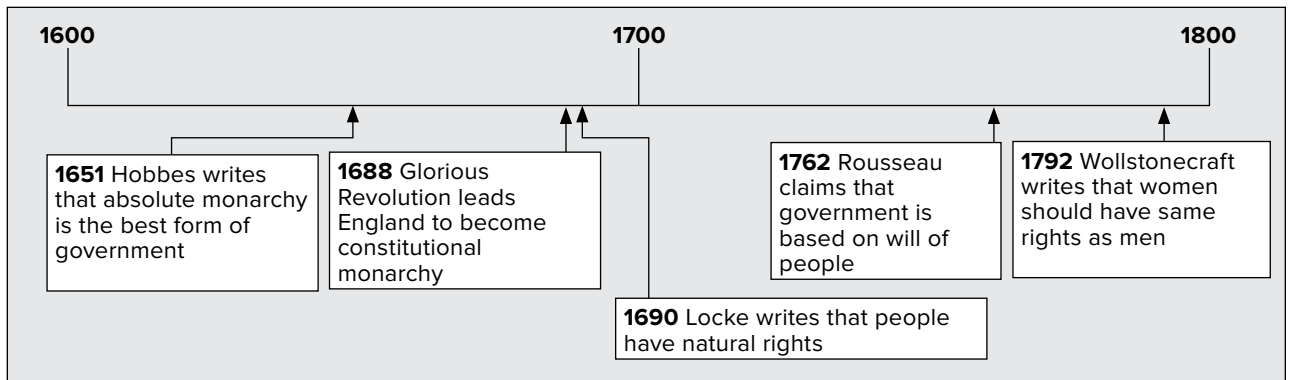 1600
1700
1800
1651 Hobbes writes
that absolute monarchy
is the best form of
government
1688 Glorious
Revolution leads
England to become
constitutional
monarchy
1690 Locke writes that people
have natural rights
1762 Rousseau
claims that
government is
based on will of
people
1792 Wollstonecraft
writes that women
should have same
rights as men